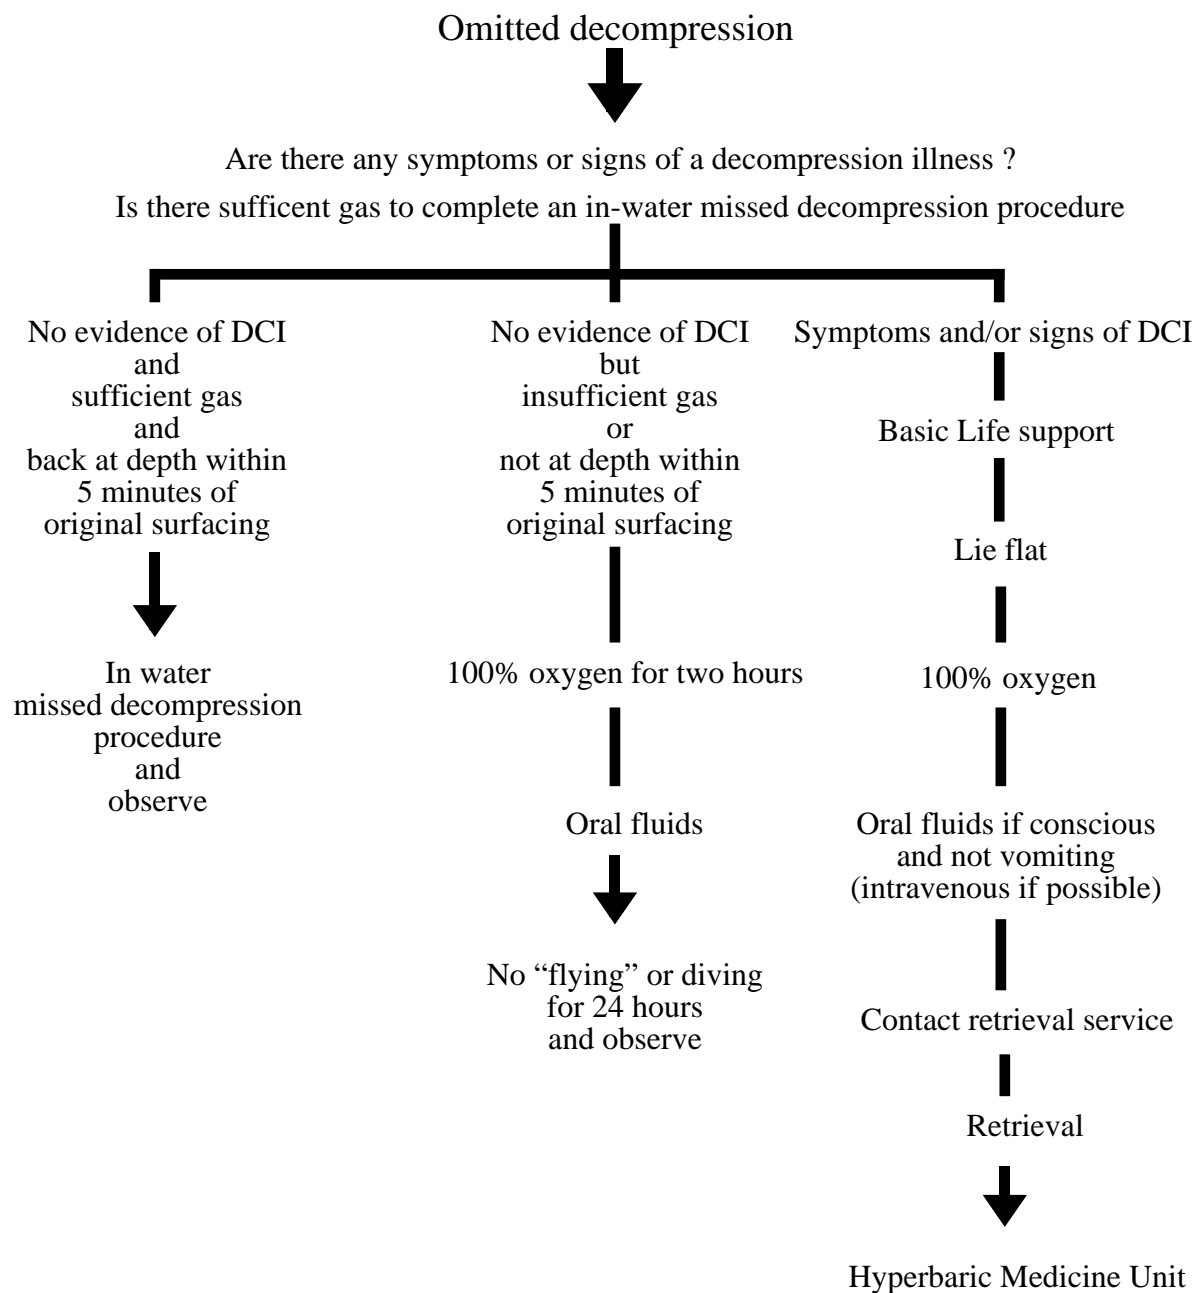 Omitted decompression
Are there any symptoms or signs of a decompression illness ?
Is there sufficent gas to complete an in-water missed decompression procedure
No evidence of DCI
and
sufficient gas
and
back at depth within
5 minutes of
original surfacing
In water
missed decompression
procedure
and
observe
No evidence of DCI
but
insufficient gas
or
not at depth within
5 minutes of
original surfacing
100% oxygen for two hours
Oral fluids
No “flying” or diving
for 24 hours
and observe
Symptoms and/or signs of DCI
Basic Life support
Lie flat
100% oxygen
Oral fluids if conscious
and not vomiting
(intravenous if possible)
Contact retrieval service
Retrieval
Hyperbaric Medicine Unit